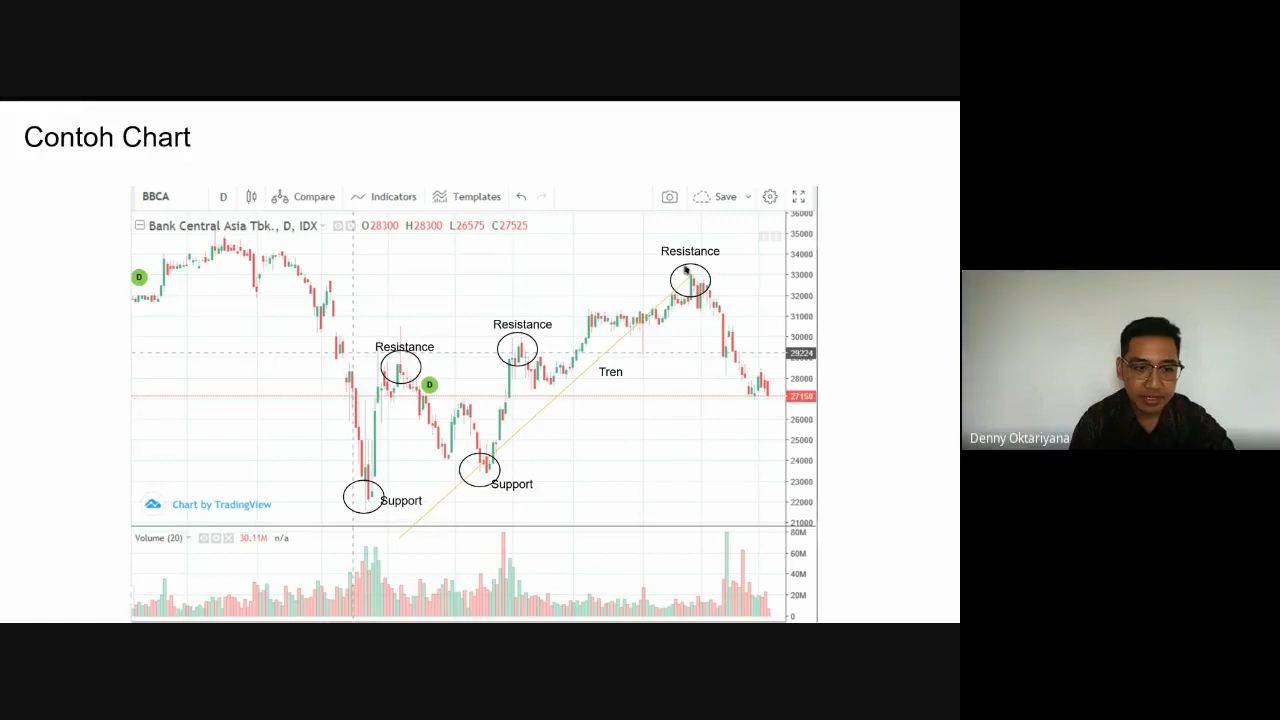 Contoh Chart
BBCA D Compare Indicators Templates Save
Bank Central Asia Tbk., D, IDX O28300 H28300 L26575 C27525
36000
35000
Resistance
34000
D
33000
32000
31000
Resistance
30000
Resistance
29224
Tren
28000
D
27150
26000
25000
24000
Support
23000
Support
22000
Chart by TradingView
21000
Volume (20) 30.11M n/a
80M
60M
40M
20M
0
Denny Oktariyana